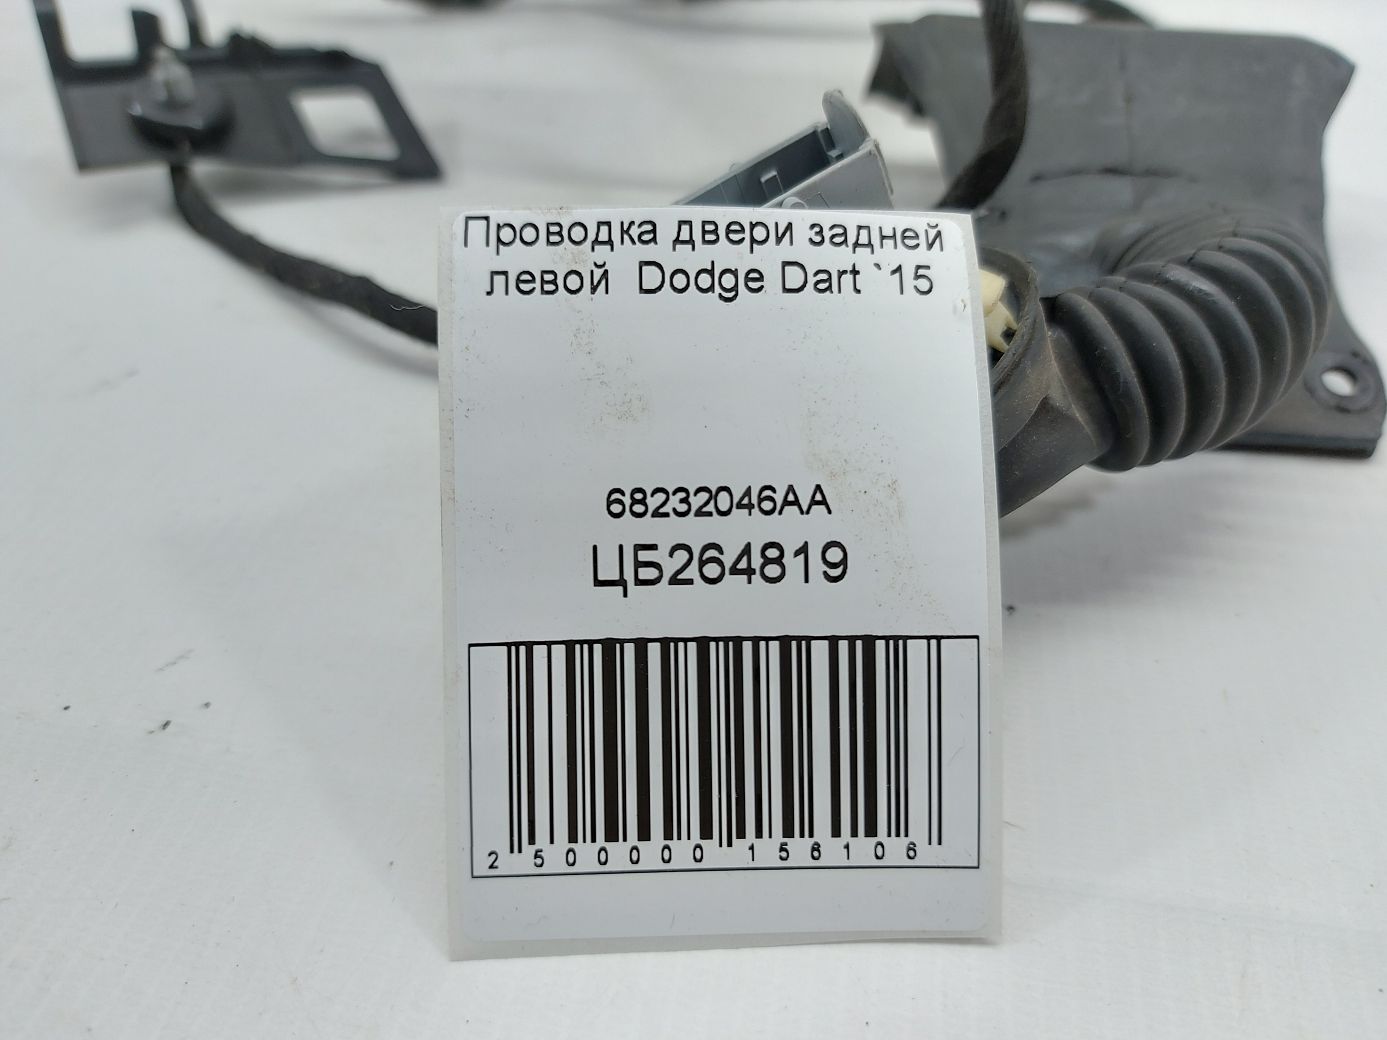 Проводка двери задней
левой Dodge Dart `15
68232046AA
ЦБ264819
2 500000 156106